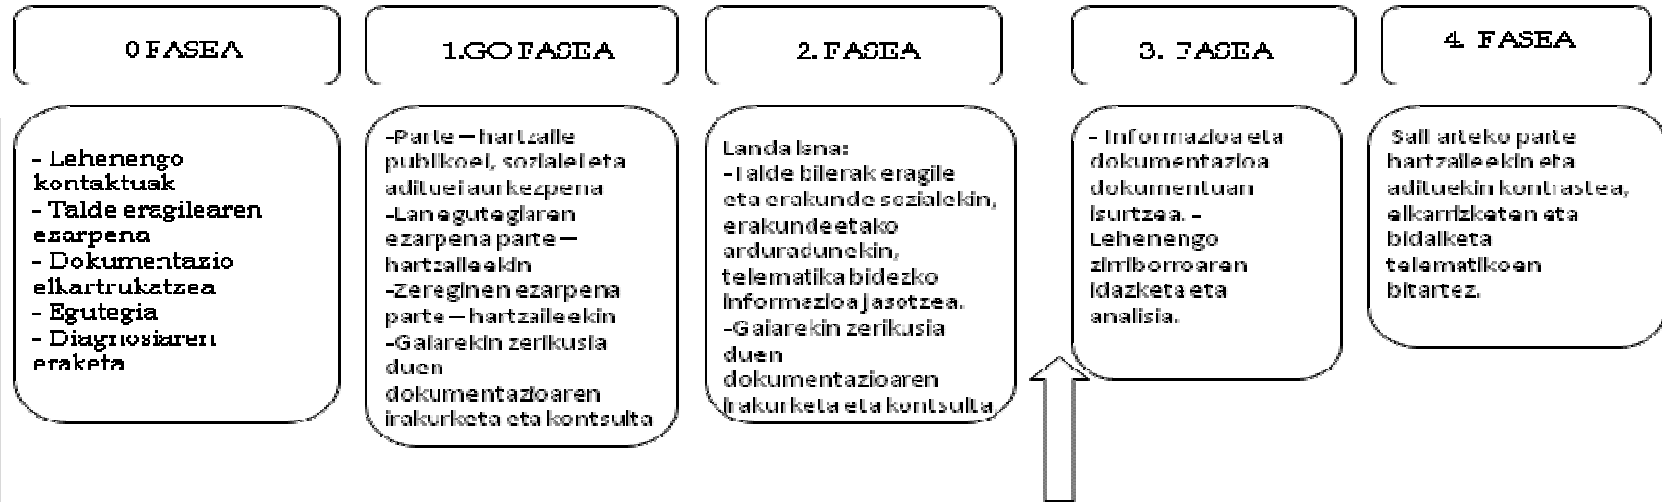 0 FASEA
- Lehenengo
kontaktuak
- Talde eragilearen
ezarpena
- Dokumentazio
elkartrukatzea
- Egutegia
- Diagnosiaren
eraketa
1.GO FASEA
-Parte – hartzaile
publikoei, sozialei eta
adituei aurkezpena
-Lan egutegiaren
ezarpena parte –
hartzaileekin
-Zereginen ezarpena
parte – hartzaileekin
-Gaiarekin zerikusia
duen
dokumentazioaren
irakurketa eta kontsulta
2. FASEA
Landa lana:
-Talde bilerak eragile
eta erakunde sozialekin,
erakundeetako
arduradunekin,
telematika bidezko
informazioa jasotzea.
-Gaiarekin zerikusia
duen
dokumentazioaren
irakurketa eta kontsulta
3. FASEA
- Informazioa eta
dokumentazioa
dokumentuan
isurtzea. -
Lehenengo
zirriborroaren
idazketa eta
analisia.
4. FASEA
Sail arteko parte
hartzaileekin eta
adituekin kontrastea,
elkarrizketen eta
bidalketa
telematikoen
bitartez.